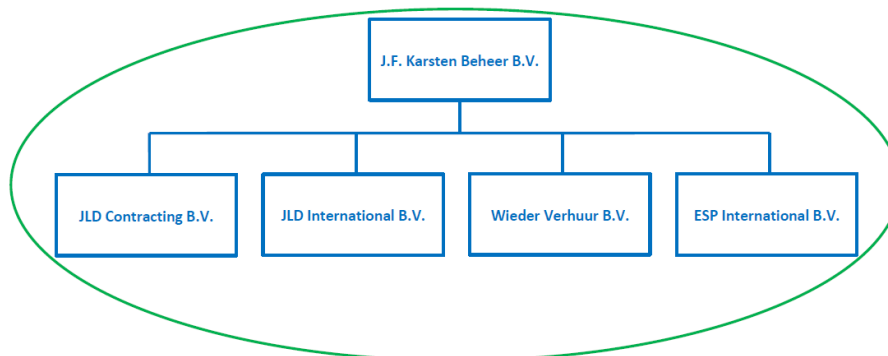 J.F. Karsten Beheer B.V.
JLD Contracting B.V.
JLD International B.V.
Wieder Verhuur B.V.
ESP International B.V.